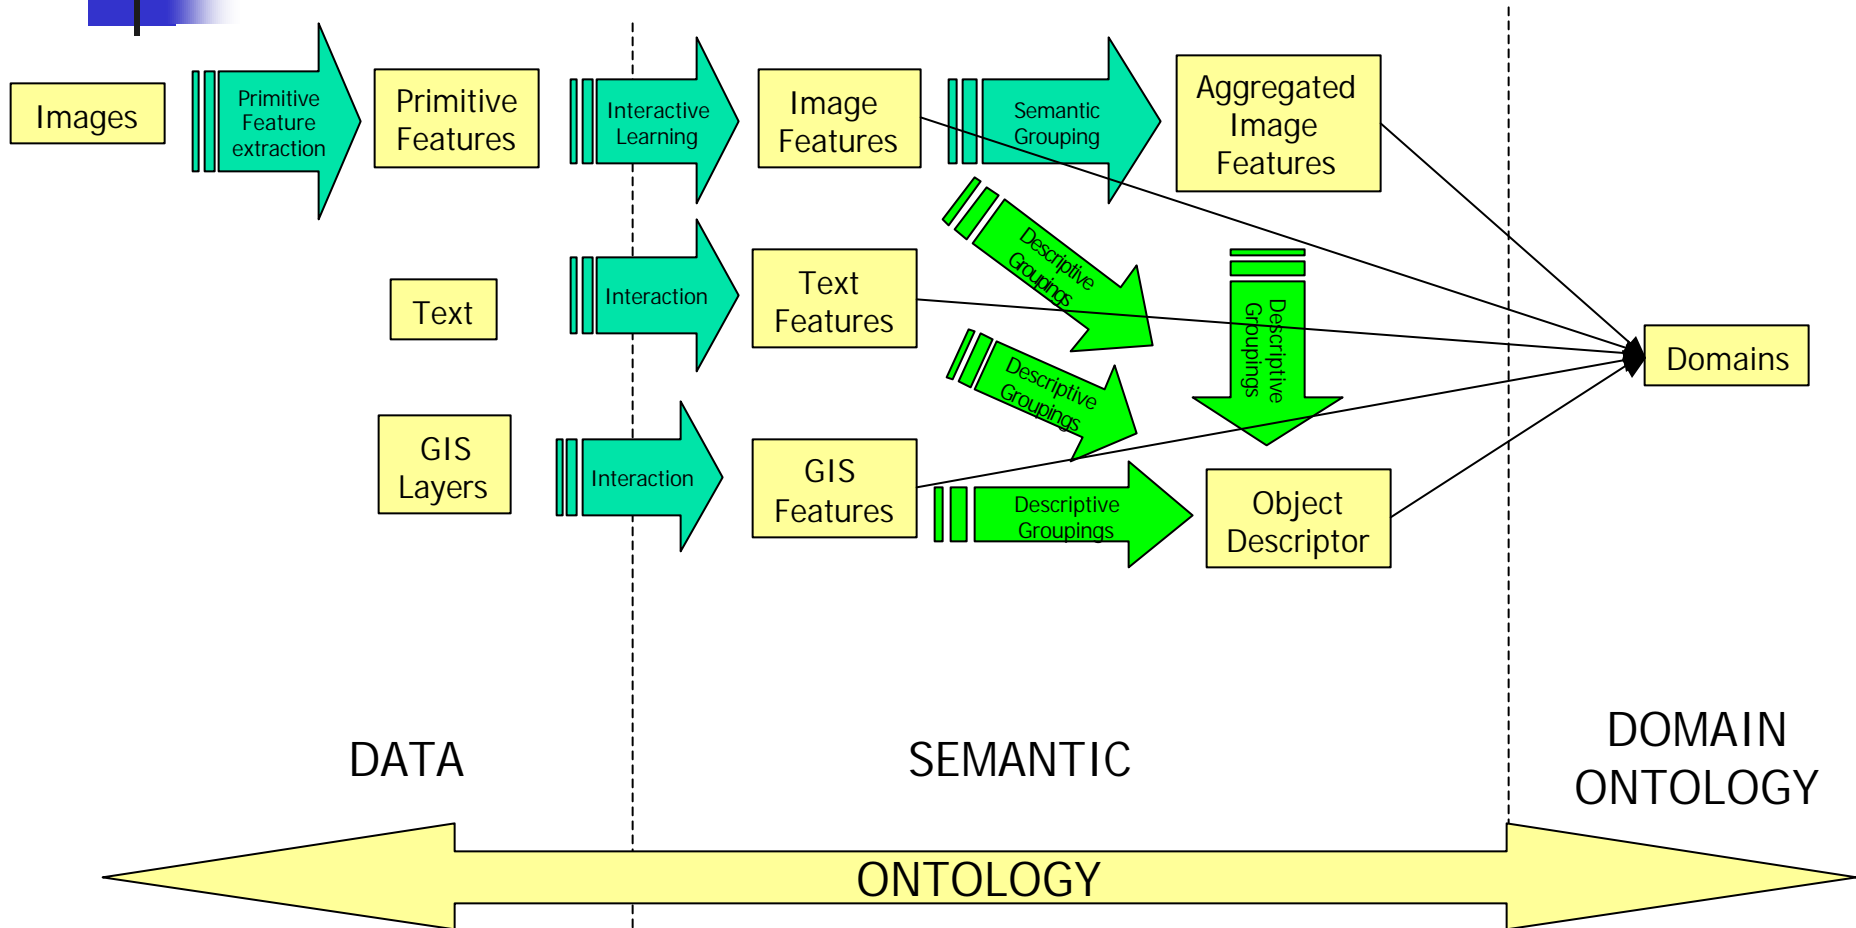 Images
Primitive
Feature
extraction
Primitive
Features
Interactive
Learning
Image
Features
Semantic
Grouping
Aggregated
Image
Features
Text
Interaction
Text
Features
Descriptive
Groupings
Descriptive
Groupings
Descriptive
Groupings
Domains
GIS
Layers
Interaction
GIS
Features
Descriptive
Groupings
Object
Descriptor
DATA
SEMANTIC
DOMAIN
ONTOLOGY
ONTOLOGY